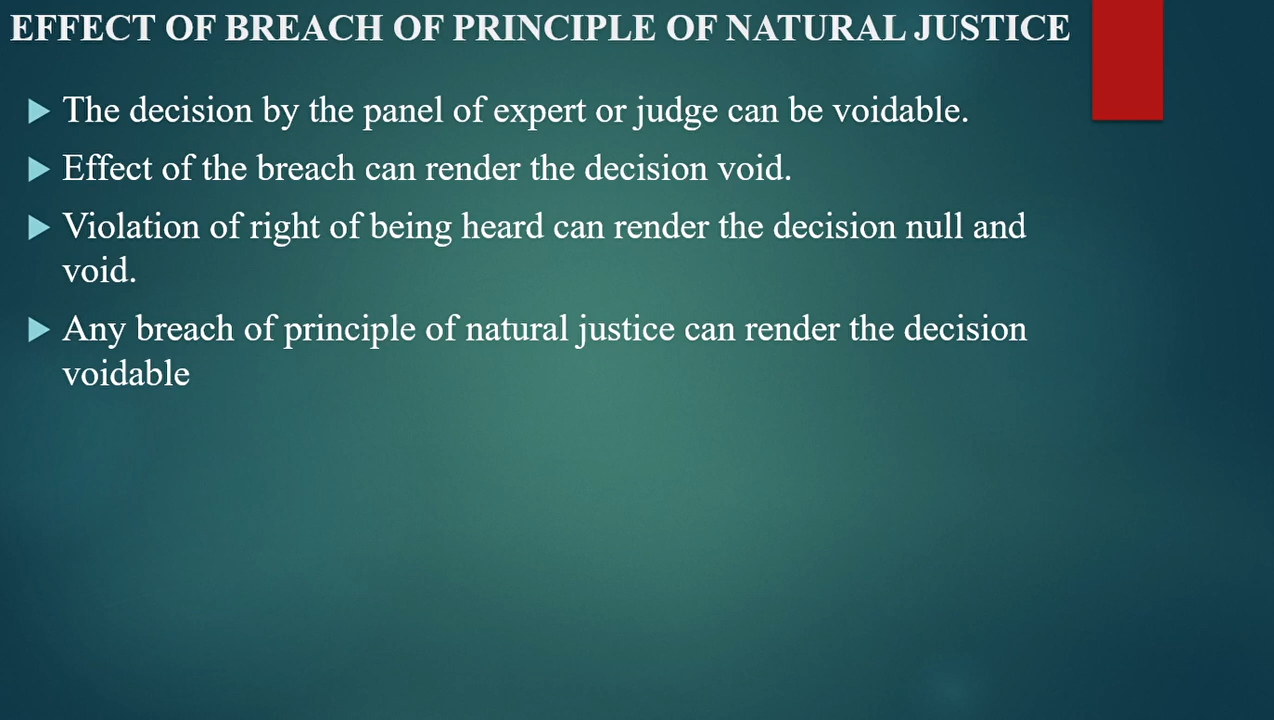 EFFECT OF BREACH OF PRINCIPLE OF NATURAL JUSTICE
The decision by the panel of expert or judge can be voidable.
Effect of the breach can render the decision void.
Violation of right of being heard can render the decision null and
void.
Any breach of principle of natural justice can render the decision
voidable